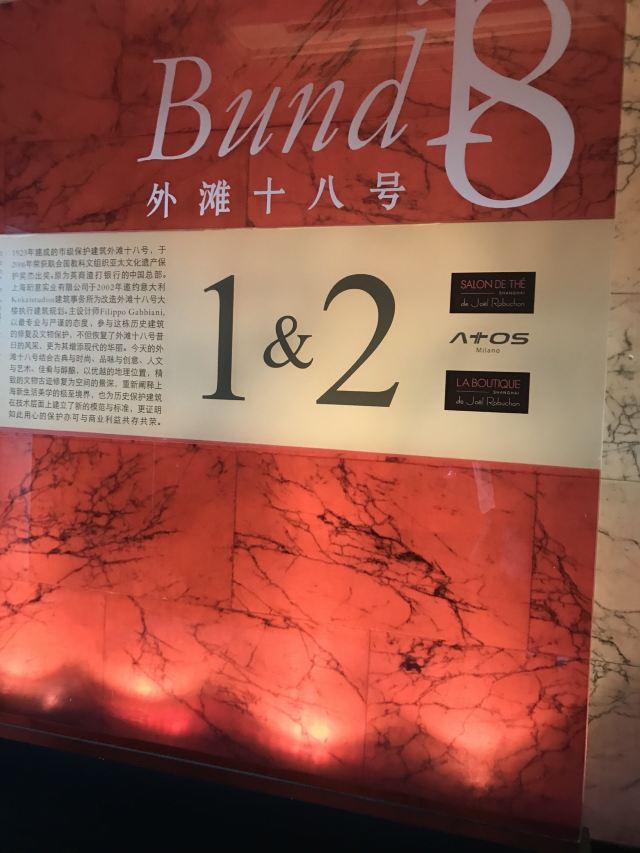 Bund 18
外滩十八号
1923年建成的市级保护建筑外滩十八号，于
2006年荣获联合国教科文组织亚太文化遗产保
护奖杰出奖。原为英商渣打银行的中国总部。
上海珩意实业有限公司于2002年邀约意大利
Kokaistudios建筑事务所为改造外滩十八号大
楼执行建筑规划。主设计师Filippo Gabbiani,
以最专业与严谨的态度，参与这栋历史建筑
的修复及文物保护，不但恢复了外滩十八号昔
日的风采，更为其增添现代的华丽。今天的外
滩十八号结合古典与时尚、品味与创意、人文
与艺术、佳肴与醇酿，以优越的地理位置，精
致的文物古迹修复为空间的景深，重新阐释上
海新生活美学的极至境界，也为历史保护建筑
在技术层面上建立了新的模范与标准，更证明
如此用心的保护亦可与商业利益共存共荣。
1 & 2
SALON DE THÉ
SHANGHAI
de Joël Robuchon
ATOS
Milano
LA BOUTIQUE
SHANGHAI
de Joël Robuchon